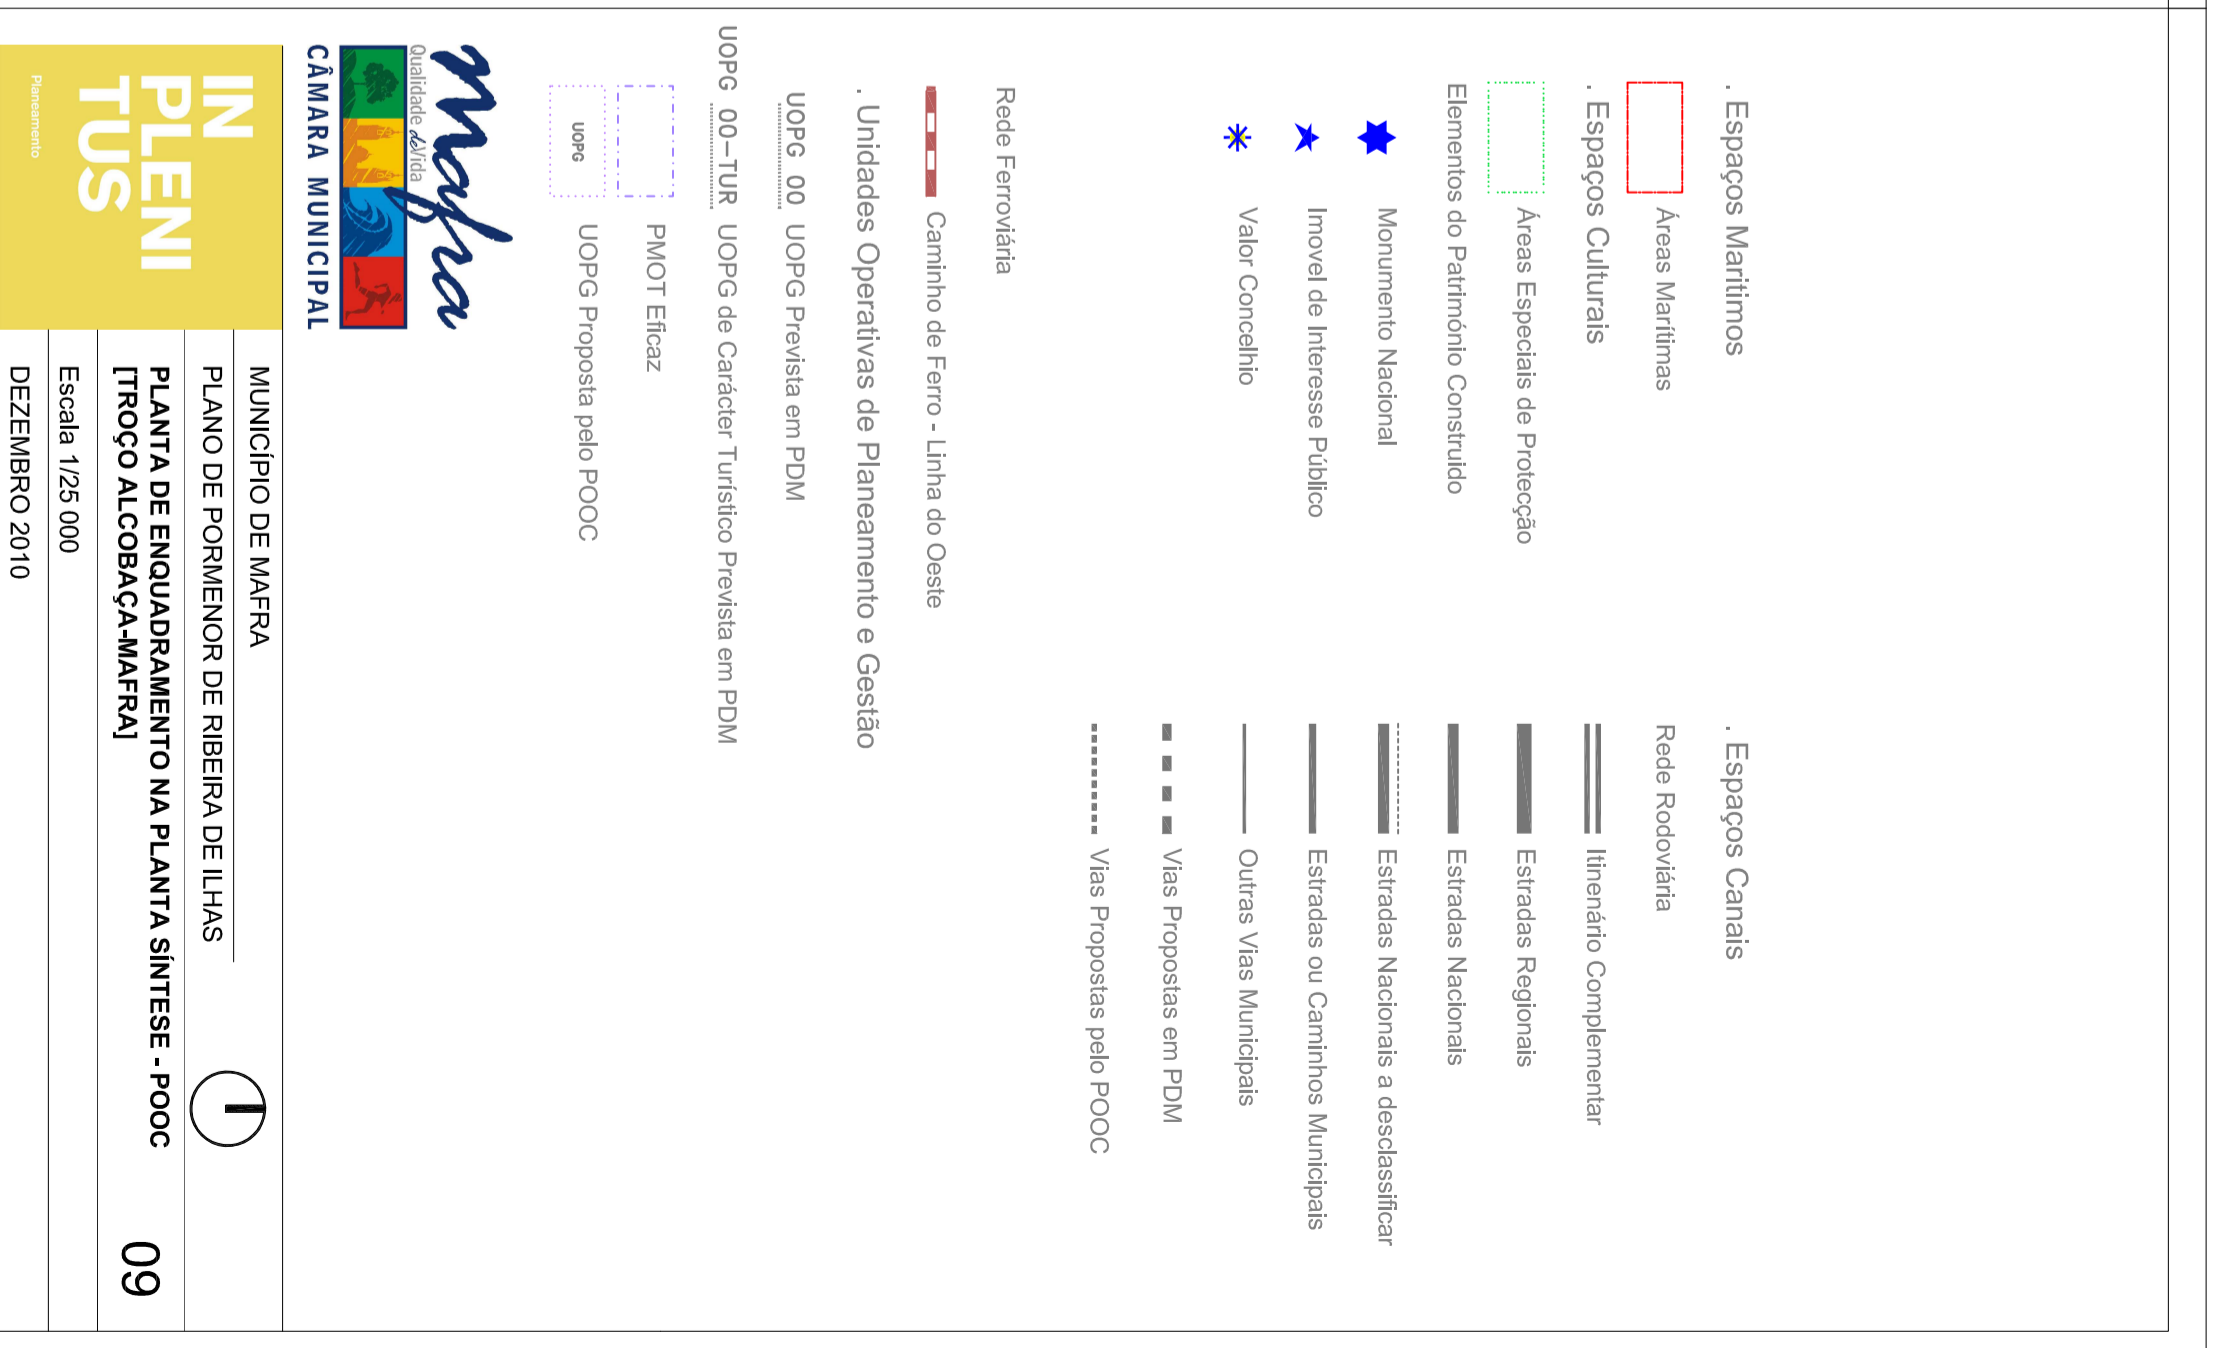 . Espaços Maritimos
Áreas Marítimas
. Espaços Culturais
Áreas Especiais de Protecção
Elementos do Património Construido
Monumento Nacional
Imovel de Interesse Público
Valor Concelhio
. Espaços Canais
Rede Rodoviária
Itinenário Complementar
Estradas Regionais
Estradas Nacionais
Estradas Nacionais a desclassificar
Estradas ou Caminhos Municipais
Outras Vias Municipais
Vias Propostas em PDM
Vias Propostas pelo POOC
Rede Ferroviária
Caminho de Ferro - Linha do Oeste
. Unidades Operativas de Planeamento e Gestão
UOPG 00 UOPG Prevista em PDM
UOPG 00-TUR UOPG de Carácter Turístico Prevista em PDM
PMOT Eficaz
UOPG UOPG Proposta pelo POOC
Mafra
Qualidade de Vida
CÂMARA MUNICIPAL
IN
PLENI
TUS
Planeamento
MUNICÍPIO DE MAFRA
PLANO DE PORMENOR DE RIBEIRA DE ILHAS
PLANTA DE ENQUADRAMENTO NA PLANTA SÍNTESE - POOC
[TROÇO ALCOBAÇA-MAFRA]
09
Escala 1/25 000
DEZEMBRO 2010